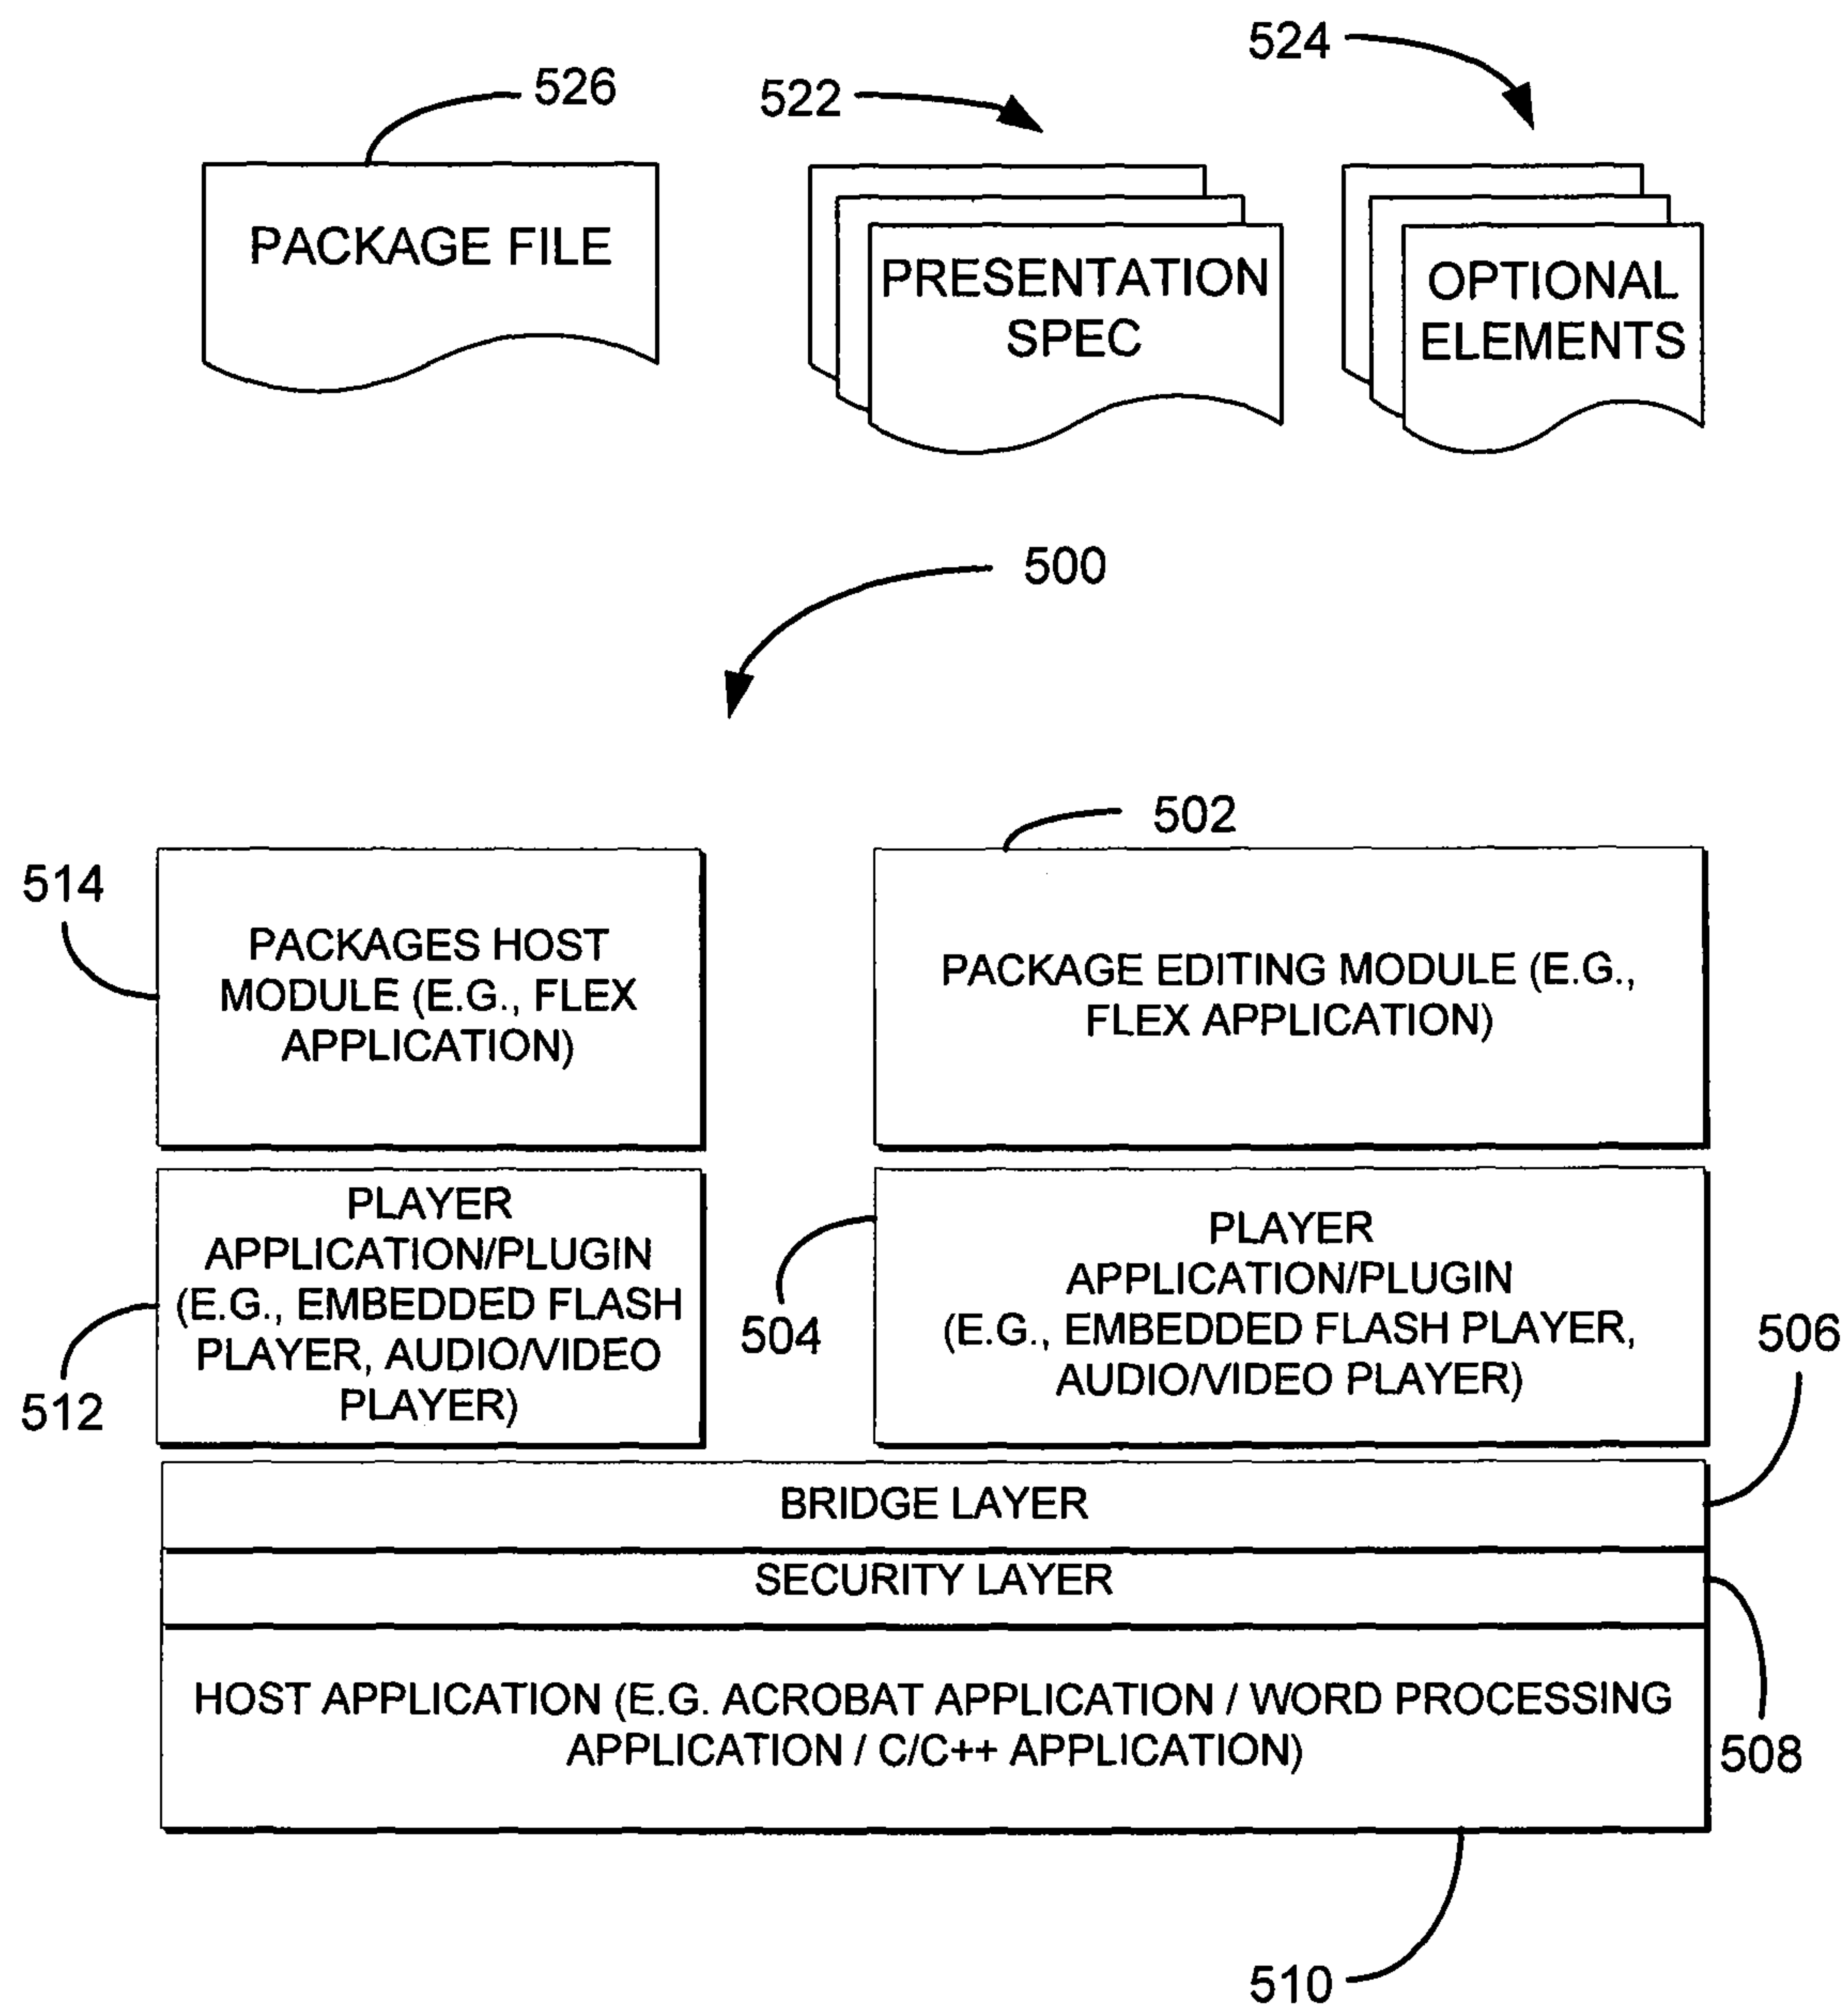 524
526
522
PACKAGE FILE
PRESENTATION
SPEC
OPTIONAL
ELEMENTS
500
502
514
PACKAGES HOST
MODULE (E.G., FLEX
APPLICATION)
PACKAGE EDITING MODULE (E.G.,
FLEX APPLICATION)
PLAYER
APPLICATION/PLUGIN
(E.G., EMBEDDED FLASH
PLAYER, AUDIO/VIDEO
PLAYER)
512
504
PLAYER
APPLICATION/PLUGIN
(E.G., EMBEDDED FLASH PLAYER,
AUDIO/VIDEO PLAYER)
506
BRIDGE LAYER
SECURITY LAYER
HOST APPLICATION (E.G. ACROBAT APPLICATION / WORD PROCESSING
APPLICATION / C/C++ APPLICATION)
508
510